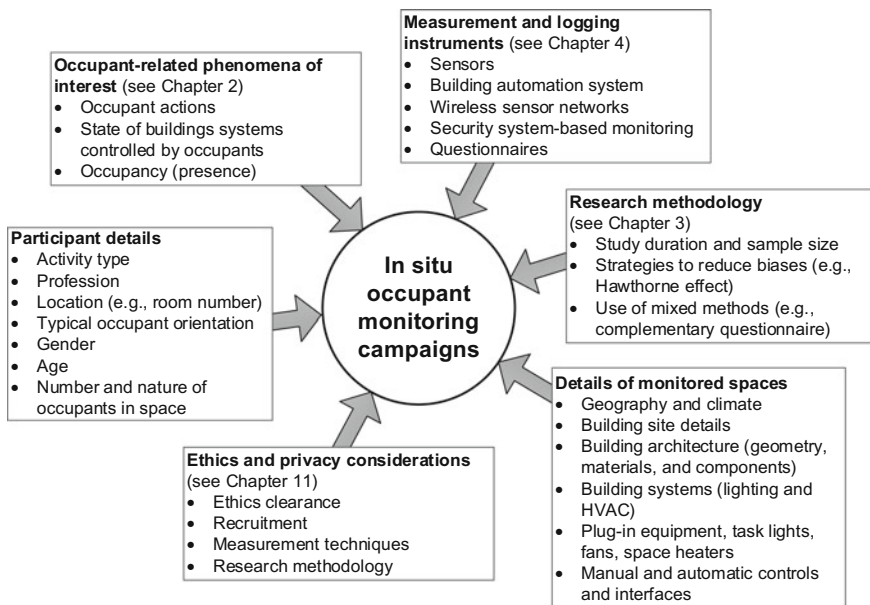 Measurement and logging
instruments (see Chapter 4)
• Sensors
• Building automation system
• Wireless sensor networks
• Security system-based monitoring
• Questionnaires
Occupant-related phenomena of
interest (see Chapter 2)
• Occupant actions
• State of buildings systems
controlled by occupants
• Occupancy (presence)
Research methodology
(see Chapter 3)
• Study duration and sample size
• Strategies to reduce biases (e.g.,
Hawthorne effect)
• Use of mixed methods (e.g.,
complementary questionnaire)
Participant details
• Activity type
• Profession
• Location (e.g., room number)
• Typical occupant orientation
• Gender
• Age
• Number and nature of
occupants in space
In situ
occupant
monitoring
campaigns
Details of monitored spaces
• Geography and climate
• Building site details
• Building architecture (geometry,
materials, and components)
• Building systems (lighting and
HVAC)
• Plug-in equipment, task lights,
fans, space heaters
• Manual and automatic controls
and interfaces
Ethics and privacy considerations
(see Chapter 11)
• Ethics clearance
• Recruitment
• Measurement techniques
• Research methodology